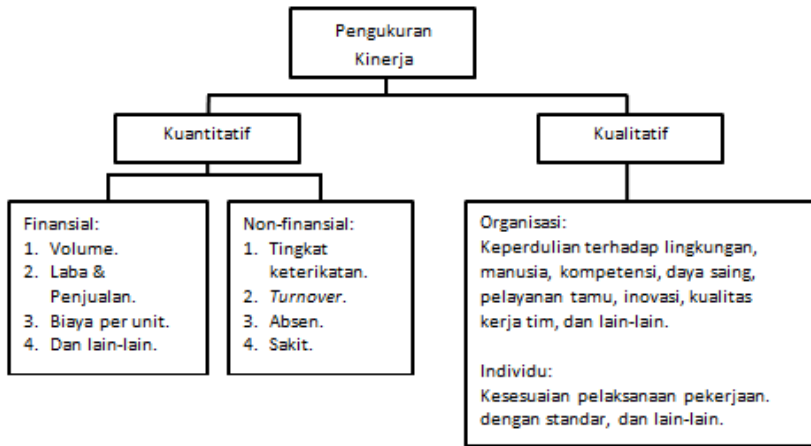 Pengukuran
Kinerja
Kuantitatif
Kualitatif
Finansial:
1. Volume.
2. Laba &
Penjualan.
3. Biaya per unit.
4. Dan lain-lain.
Non-finansial:
1. Tingkat
keterikatan.
2. Turnover.
3. Absen.
4. Sakit.
Organisasi:
Keperdulian terhadap lingkungan,
manusia, kompetensi, daya saing,
pelayanan tamu, inovasi, kualitas
kerja tim, dan lain-lain.
Individu:
Kesesuaian pelaksanaan pekerjaan.
dengan standar, dan lain-lain.